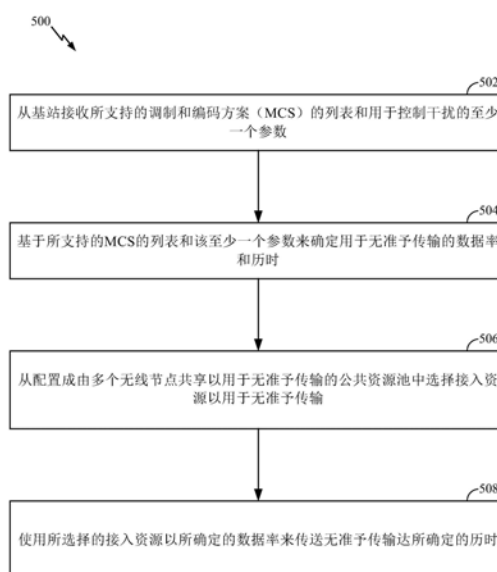 500
502
从基站接收所支持的调制和编码方案（MCS）的列表和用于控制干扰的至少
一个参数
504
基于所支持的MCS的列表和该至少一个参数来确定用于无准予传输的数据率
和历时
506
从配置成由多个无线节点共享以用于无准予传输的公共资源池中选择接入资
源以用于无准予传输
508
使用所选择的接入资源以所确定的数据率来传送无准予传输达所确定的历时